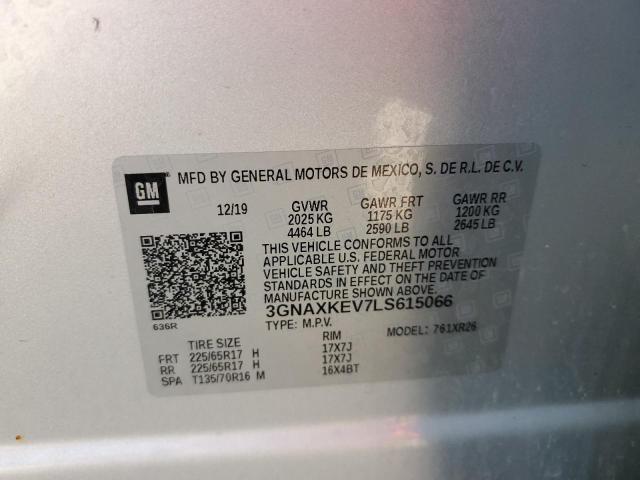 GM
MFD BY GENERAL MOTORS DE MEXICO, S. DE R.L. DE C.V.
12/19 GVWR GAWR FRT GAWR RR
2025 KG 1175 KG 1200 KG
4464 LB 2590 LB 2645 LB
THIS VEHICLE CONFORMS TO ALL
APPLICABLE U.S. FEDERAL MOTOR
VEHICLE SAFETY AND THEFT PREVENTION
STANDARDS IN EFFECT ON THE DATE OF
MANUFACTURE SHOWN ABOVE.
3GNAXKEV7LS615066
636R
TYPE: M.P.V. MODEL: 761XR26
TIRE SIZE RIM
FRT 225/65R17 H 17X7J
RR 225/65R17 H 17X7J
SPA T135/70R16 M 16X4BT